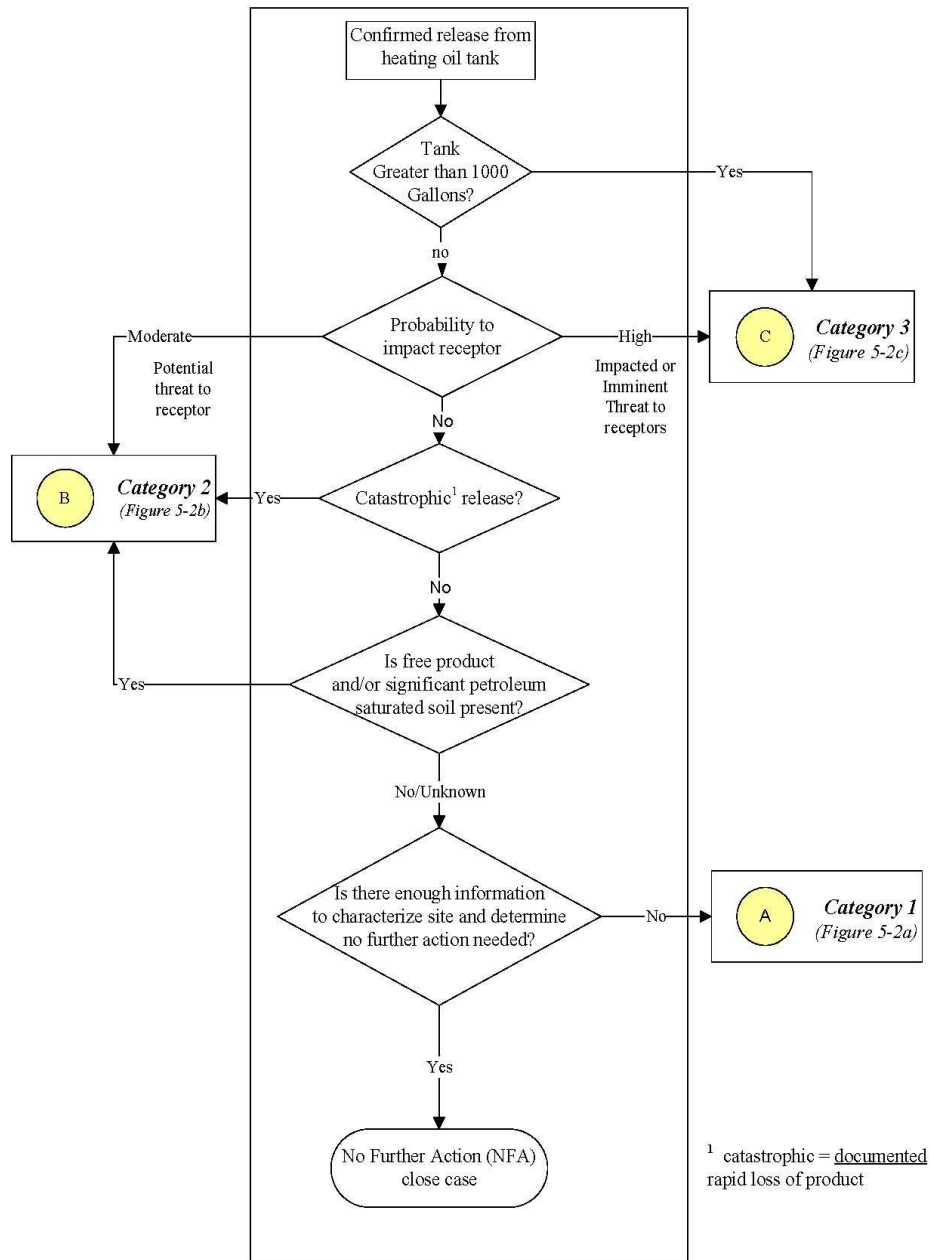 Confirmed release from
heating oil tank
Tank
Greater than 1000
Gallons?
Yes
no
Probability to
impact receptor
Moderate
Potential
threat to
receptor
High
Impacted or
Imminent
Threat to
receptors
C
Category 3
(Figure 5-2c)
No
Catastrophic¹ release?
Yes
B
Category 2
(Figure 5-2b)
No
Is free product
and/or significant petroleum
saturated soil present?
Yes
No/Unknown
Is there enough information
to characterize site and determine
no further action needed?
No
A
Category 1
(Figure 5-2a)
Yes
No Further Action (NFA)
close case
¹ catastrophic = documented
rapid loss of product